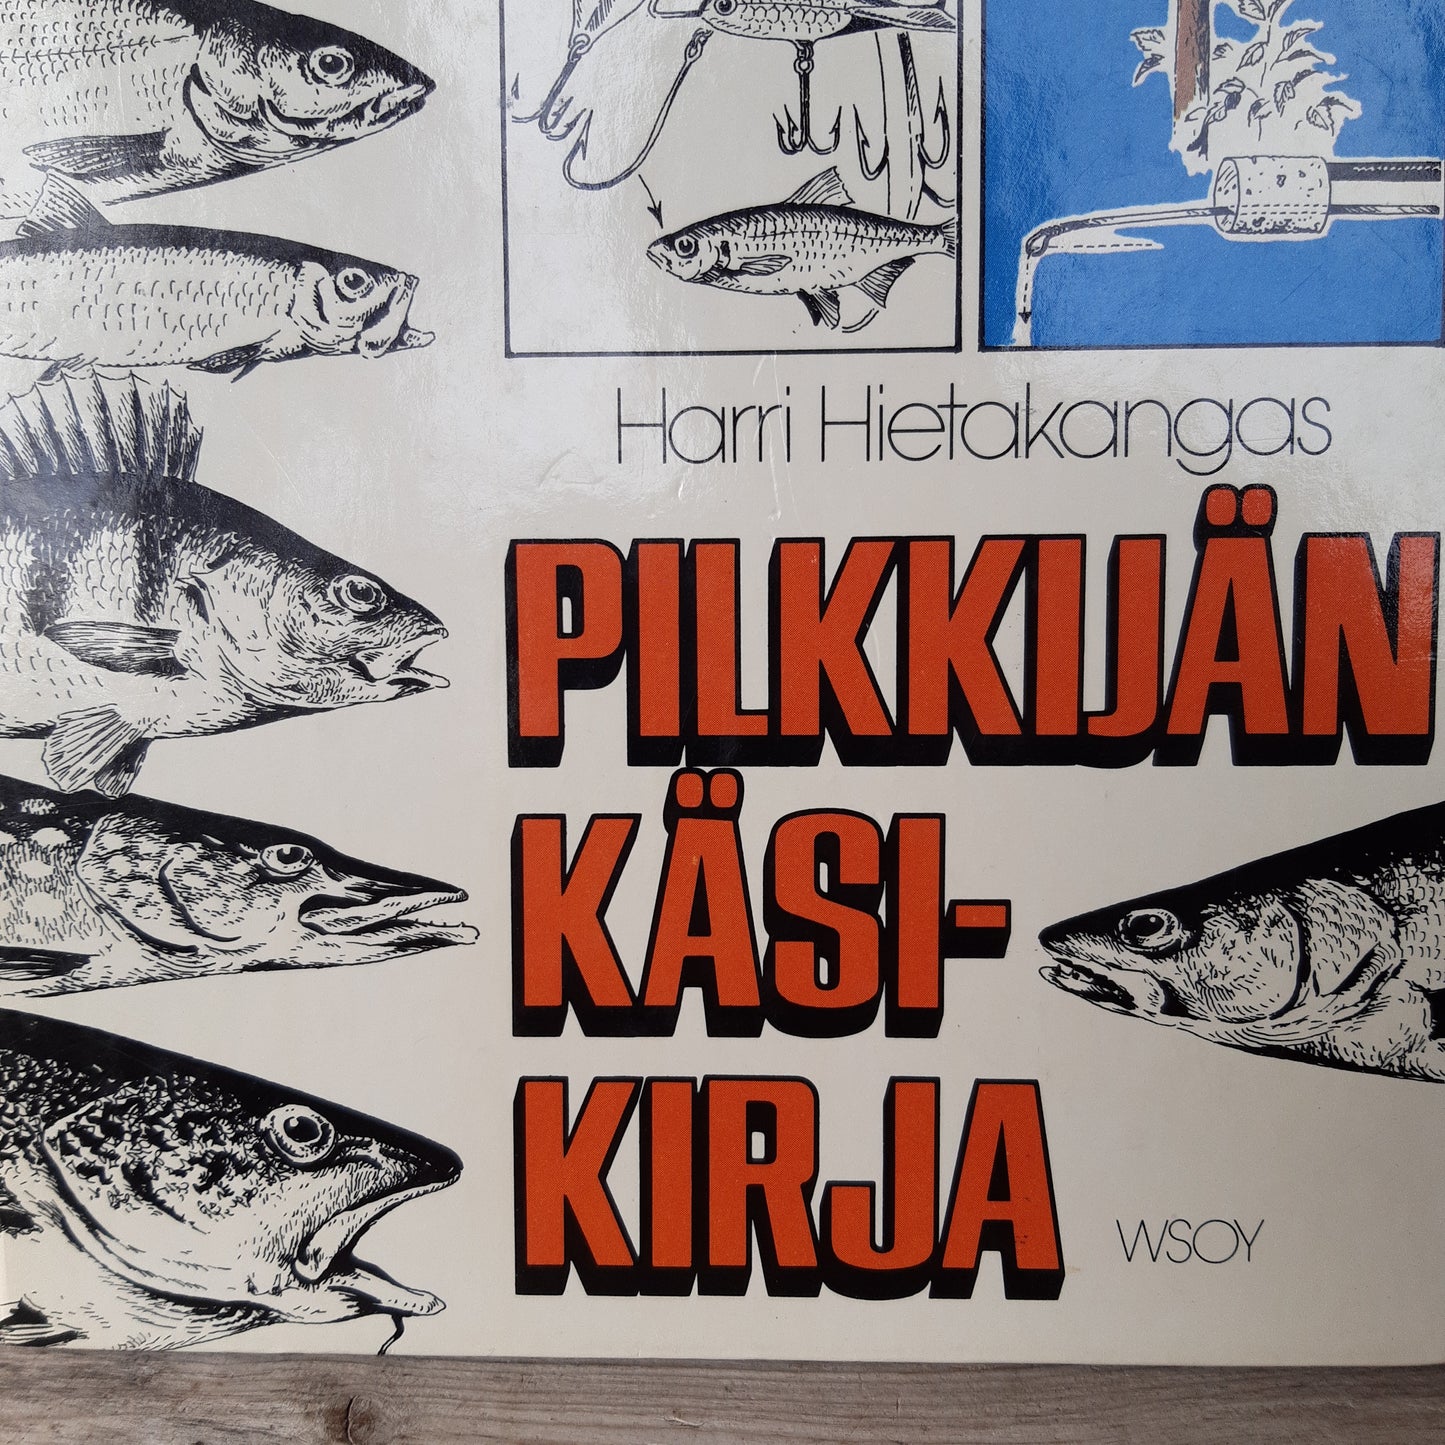 Harri Hietakangas
PILKKIJÄN
KÄSI-
KIRJA
WSOY